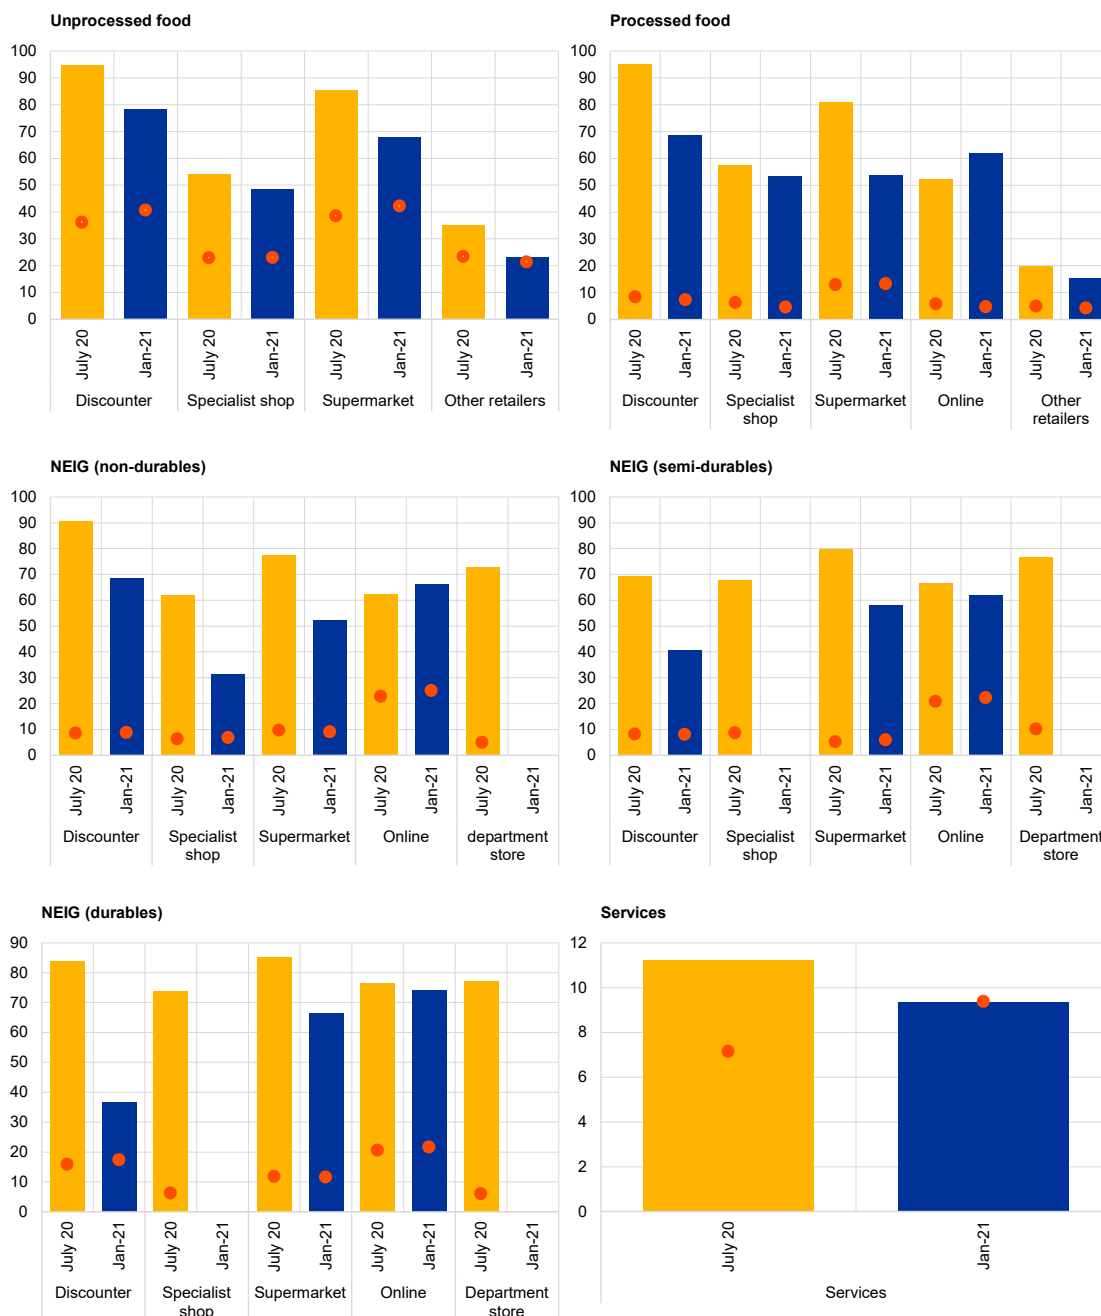 Unprocessed food
100
90
80
70
60
50
40
30
20
10
0
July 20
Jan-21
July 20
Jan-21
July 20
Jan-21
July 20
Jan-21
Discounter
Specialist shop
Supermarket
Other retailers
Processed food
100
90
80
70
60
50
40
30
20
10
0
July 20
Jan-21
July 20
Jan-21
July 20
Jan-21
July 20
Jan-21
July 20
Jan-21
Discounter
Specialist
shop
Supermarket
Online
Other
retailers
NEIG (non-durables)
100
90
80
70
60
50
40
30
20
10
0
July 20
Jan-21
July 20
Jan-21
July 20
Jan-21
July 20
Jan-21
July 20
Jan-21
Discounter
Specialist
shop
Supermarket
Online
department
store
NEIG (semi-durables)
100
90
80
70
60
50
40
30
20
10
0
July 20
Jan-21
July 20
Jan-21
July 20
Jan-21
July 20
Jan-21
July 20
Jan-21
Discounter
Specialist
shop
Supermarket
Online
Department
store
NEIG (durables)
90
80
70
60
50
40
30
20
10
0
July 20
Jan-21
July 20
Jan-21
July 20
Jan-21
July 20
Jan-21
July 20
Jan-21
Discounter
Specialist
shop
Supermarket
Online
Department
store
Services
12
10
8
6
4
2
0
July 20
Jan-21
Services